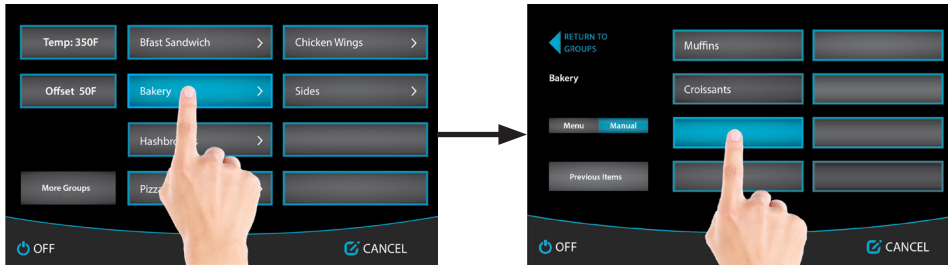 Temp: 350F
Bfast Sandwich
Chicken Wings
Offset 50F
Bakery
Sides
More Groups
OFF
CANCEL
RETURN TO
GROUPS
Muffins
Bakery
Croissants
Menu
Manual
Previous Items
OFF
CANCEL